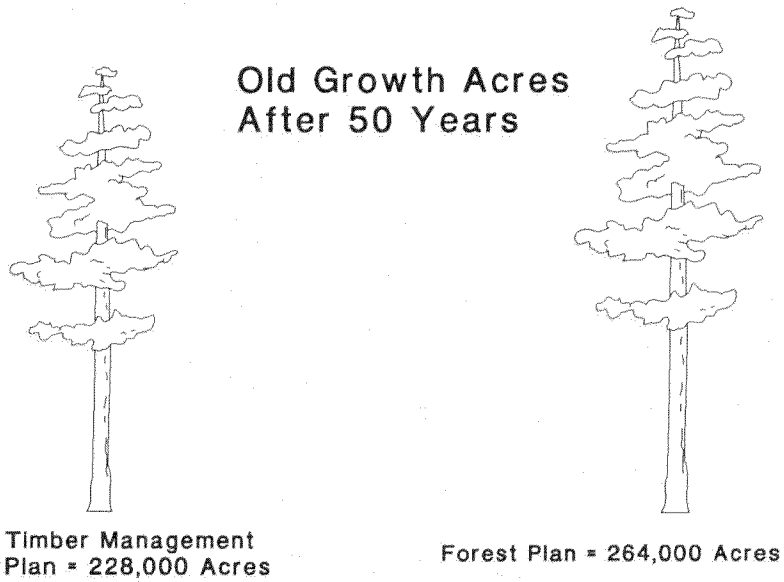 Old Growth Acres
After 50 Years
Timber Management
Plan = 228,000 Acres
Forest Plan = 264,000 Acres